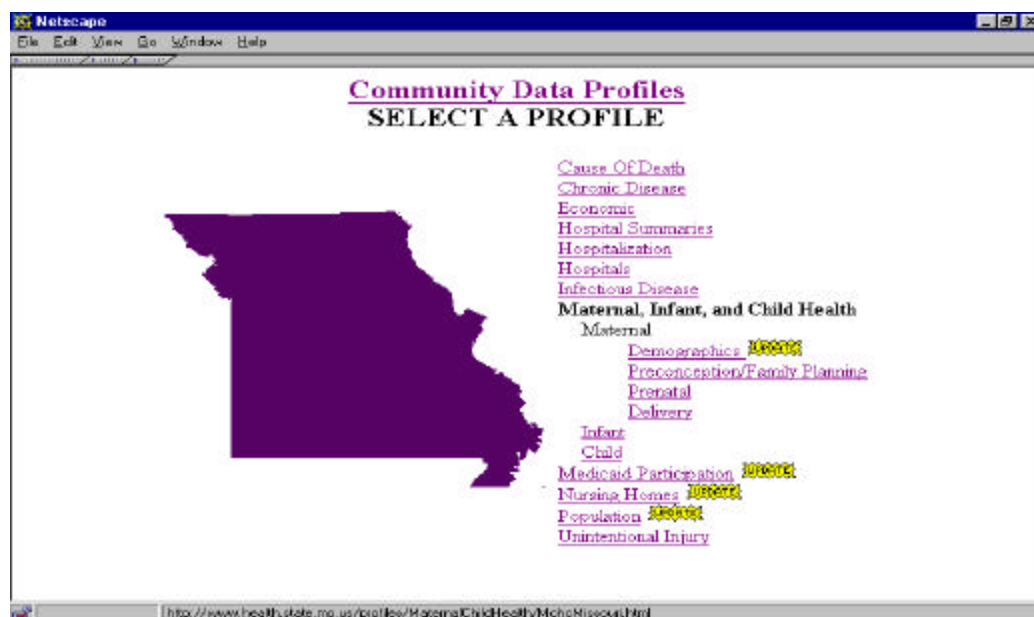 Netscape
File Edit View Go Window Help
Community Data Profiles
SELECT A PROFILE
Cause Of Death
Chronic Disease
Economic
Hospital Summaries
Hospitalization
Hospitals
Infectious Disease
Maternal, Infant, and Child Health
Maternal
Demographics UPDATE
Preconception/Family Planning
Prenatal
Delivery
Infant
Child
Medicaid Participation UPDATE
Nursing Homes UPDATE
Population UPDATE
Unintentional Injury
http://www.health.state.mo.us/profiles/MaternalChildHealth/MchcMissouri.html